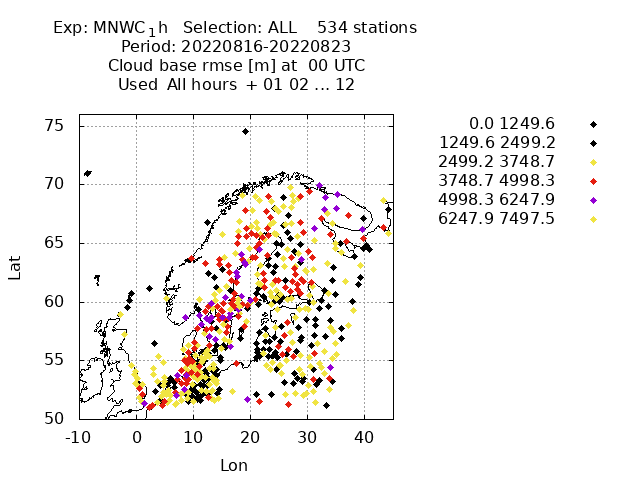 Exp: MNWC_1h Selection: ALL 534 stations
Period: 20220816-20220823
Cloud base rmse [m] at 00 UTC
Used All hours + 01 02 ... 12
0.0 1249.6
1249.6 2499.2
2499.2 3748.7
3748.7 4998.3
4998.3 6247.9
6247.9 7497.5
75
70
65
60
55
50
Lat
-10 0 10 20 30 40
Lon